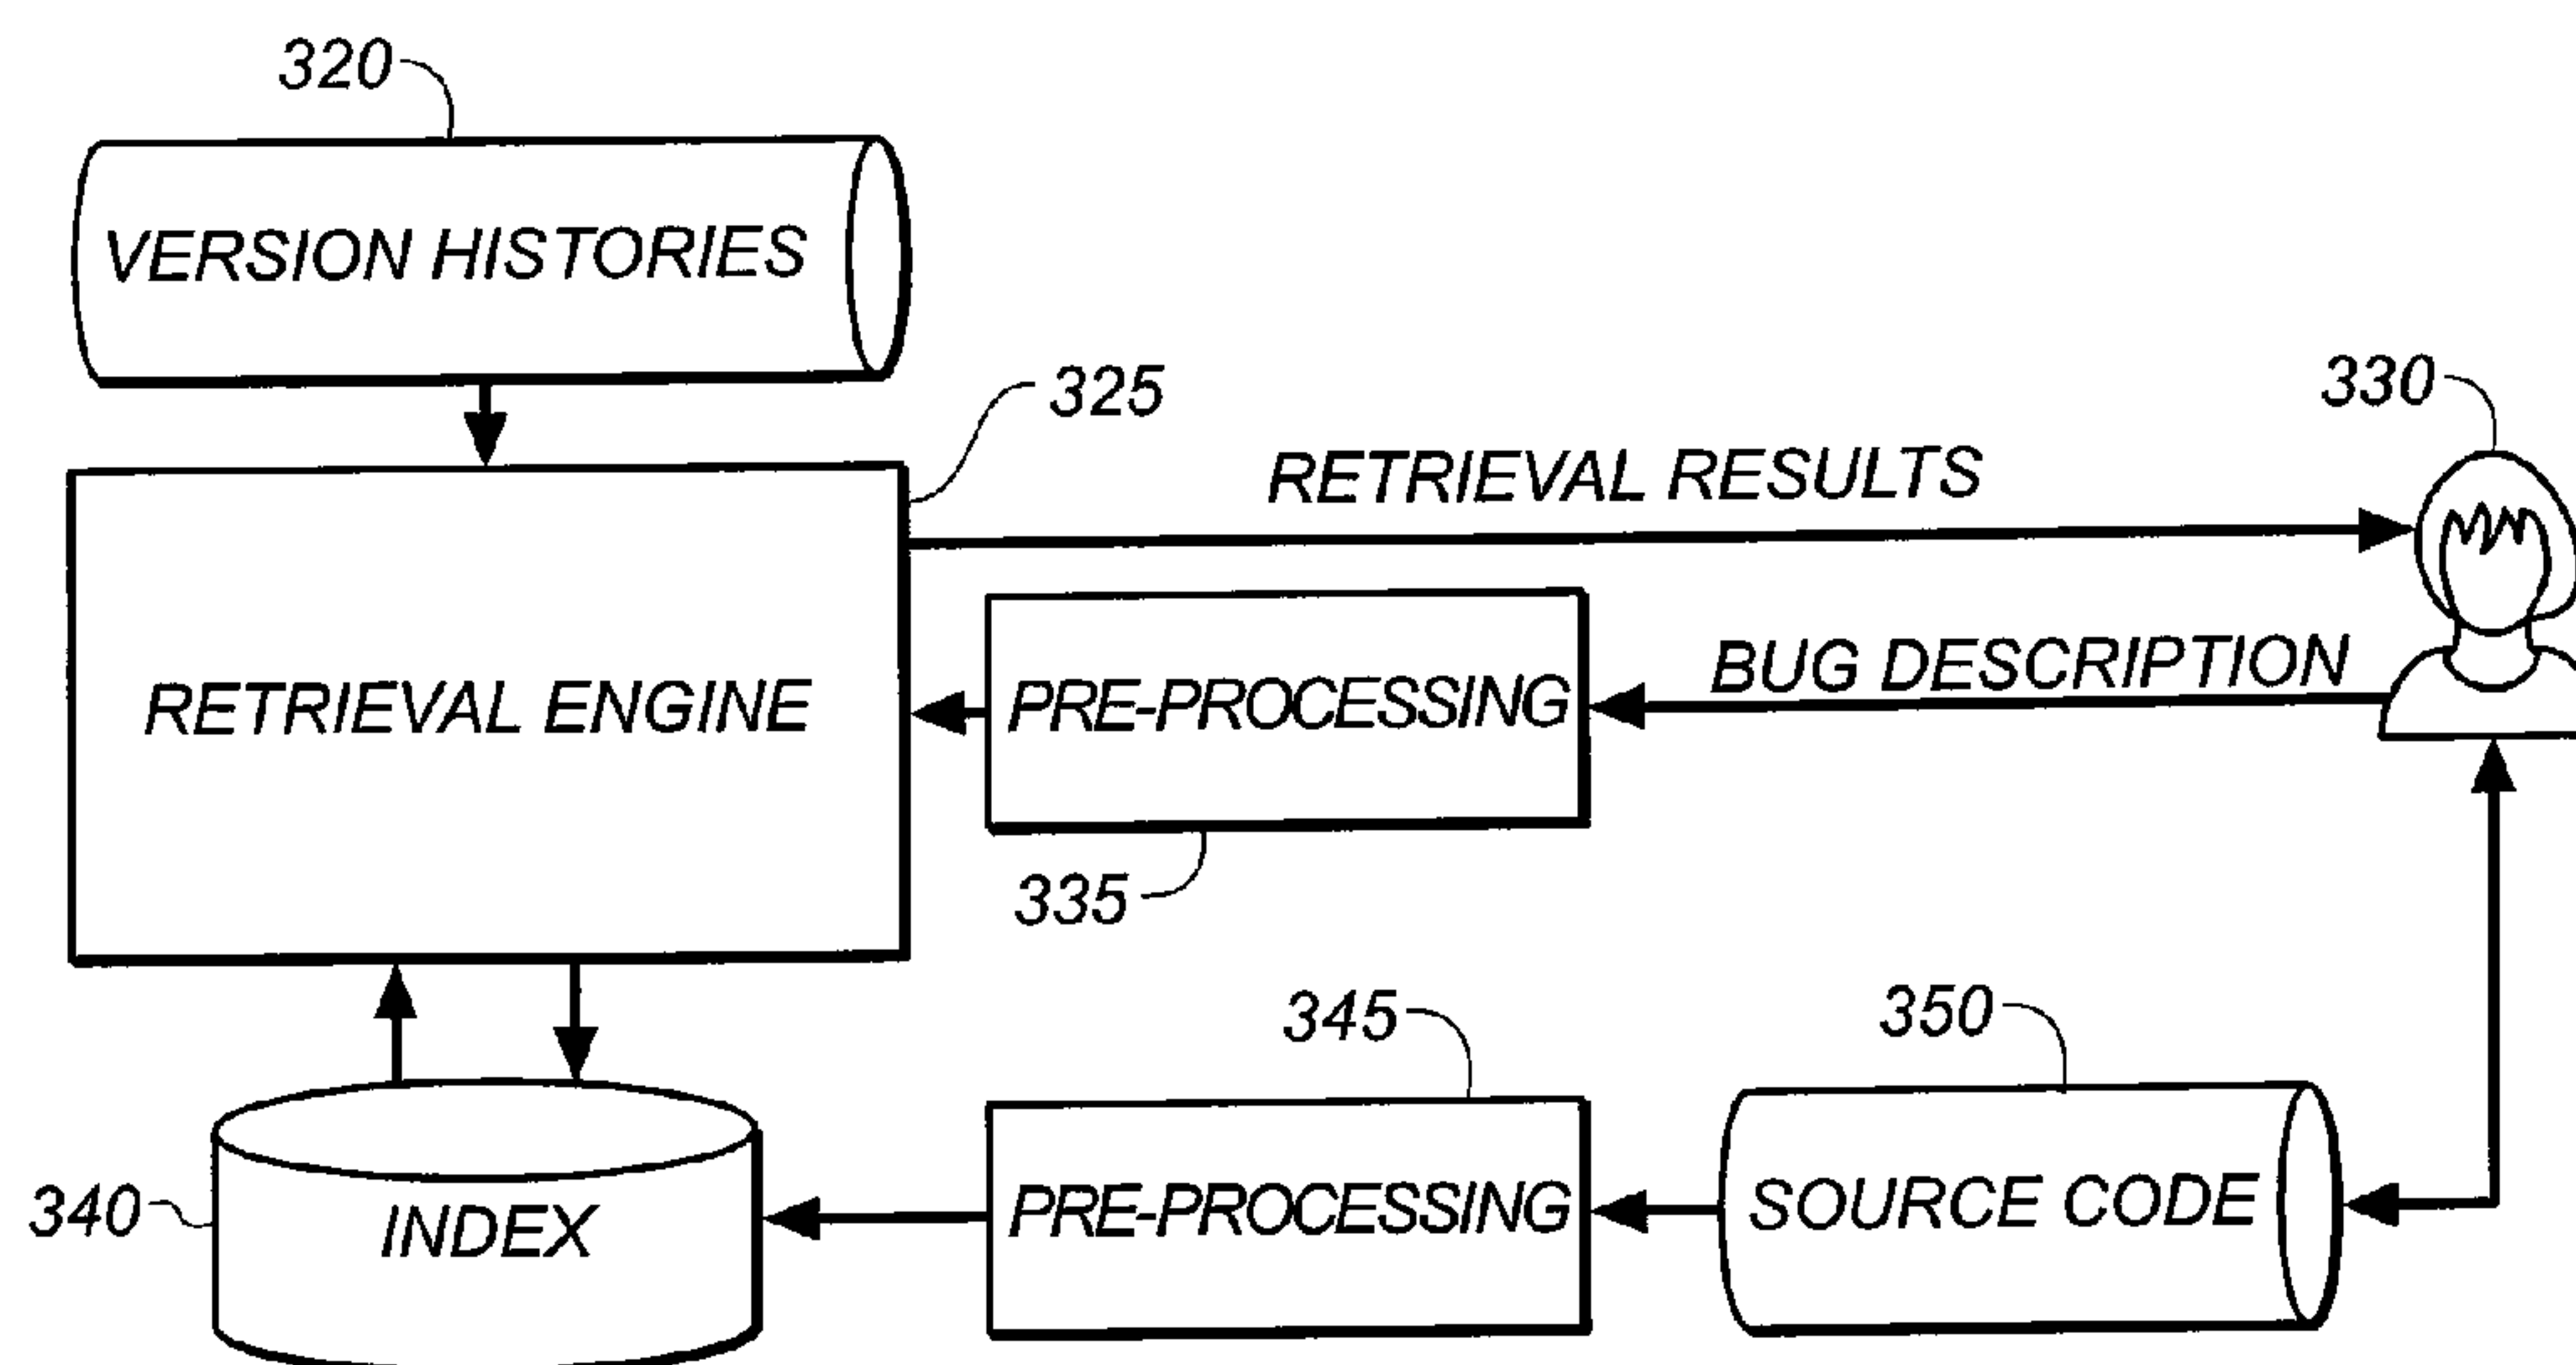 320
VERSION HISTORIES
325
330
RETRIEVAL RESULTS
RETRIEVAL ENGINE
PRE-PROCESSING
BUG DESCRIPTION
335
345
350
340
INDEX
PRE-PROCESSING
SOURCE CODE